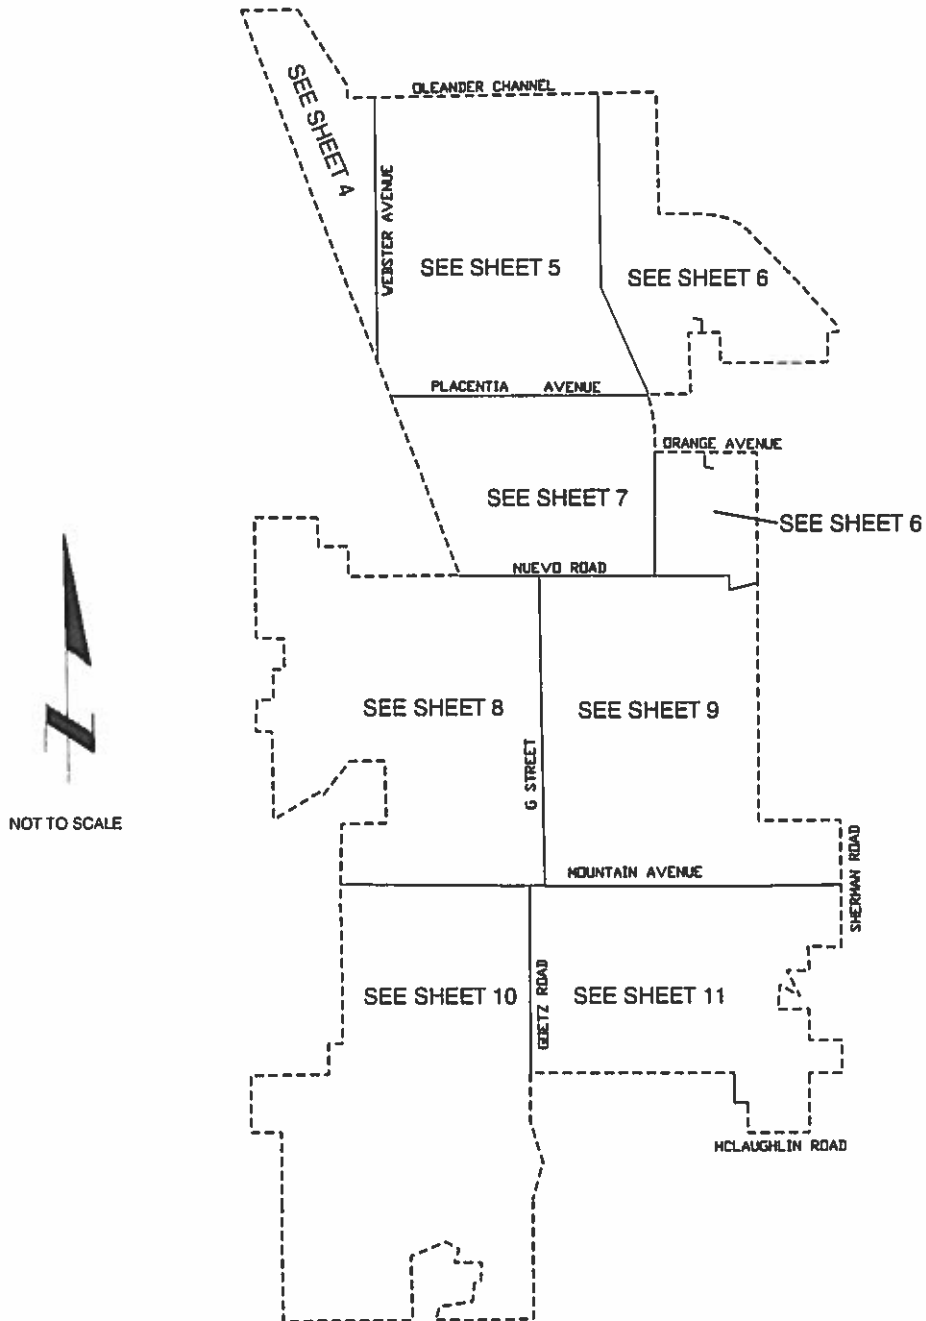 SEE SHEET 4
OLEANDER CHANNEL
WEBSTER AVENUE
SEE SHEET 5
SEE SHEET 6
PLACENTIA AVENUE
ORANGE AVENUE
SEE SHEET 7
SEE SHEET 6
NUEVO ROAD
SEE SHEET 8
SEE SHEET 9
G STREET
NOT TO SCALE
MOUNTAIN AVENUE
SHERMAN ROAD
SEE SHEET 10
GOETZ ROAD
SEE SHEET 11
MCLAUGHLIN ROAD